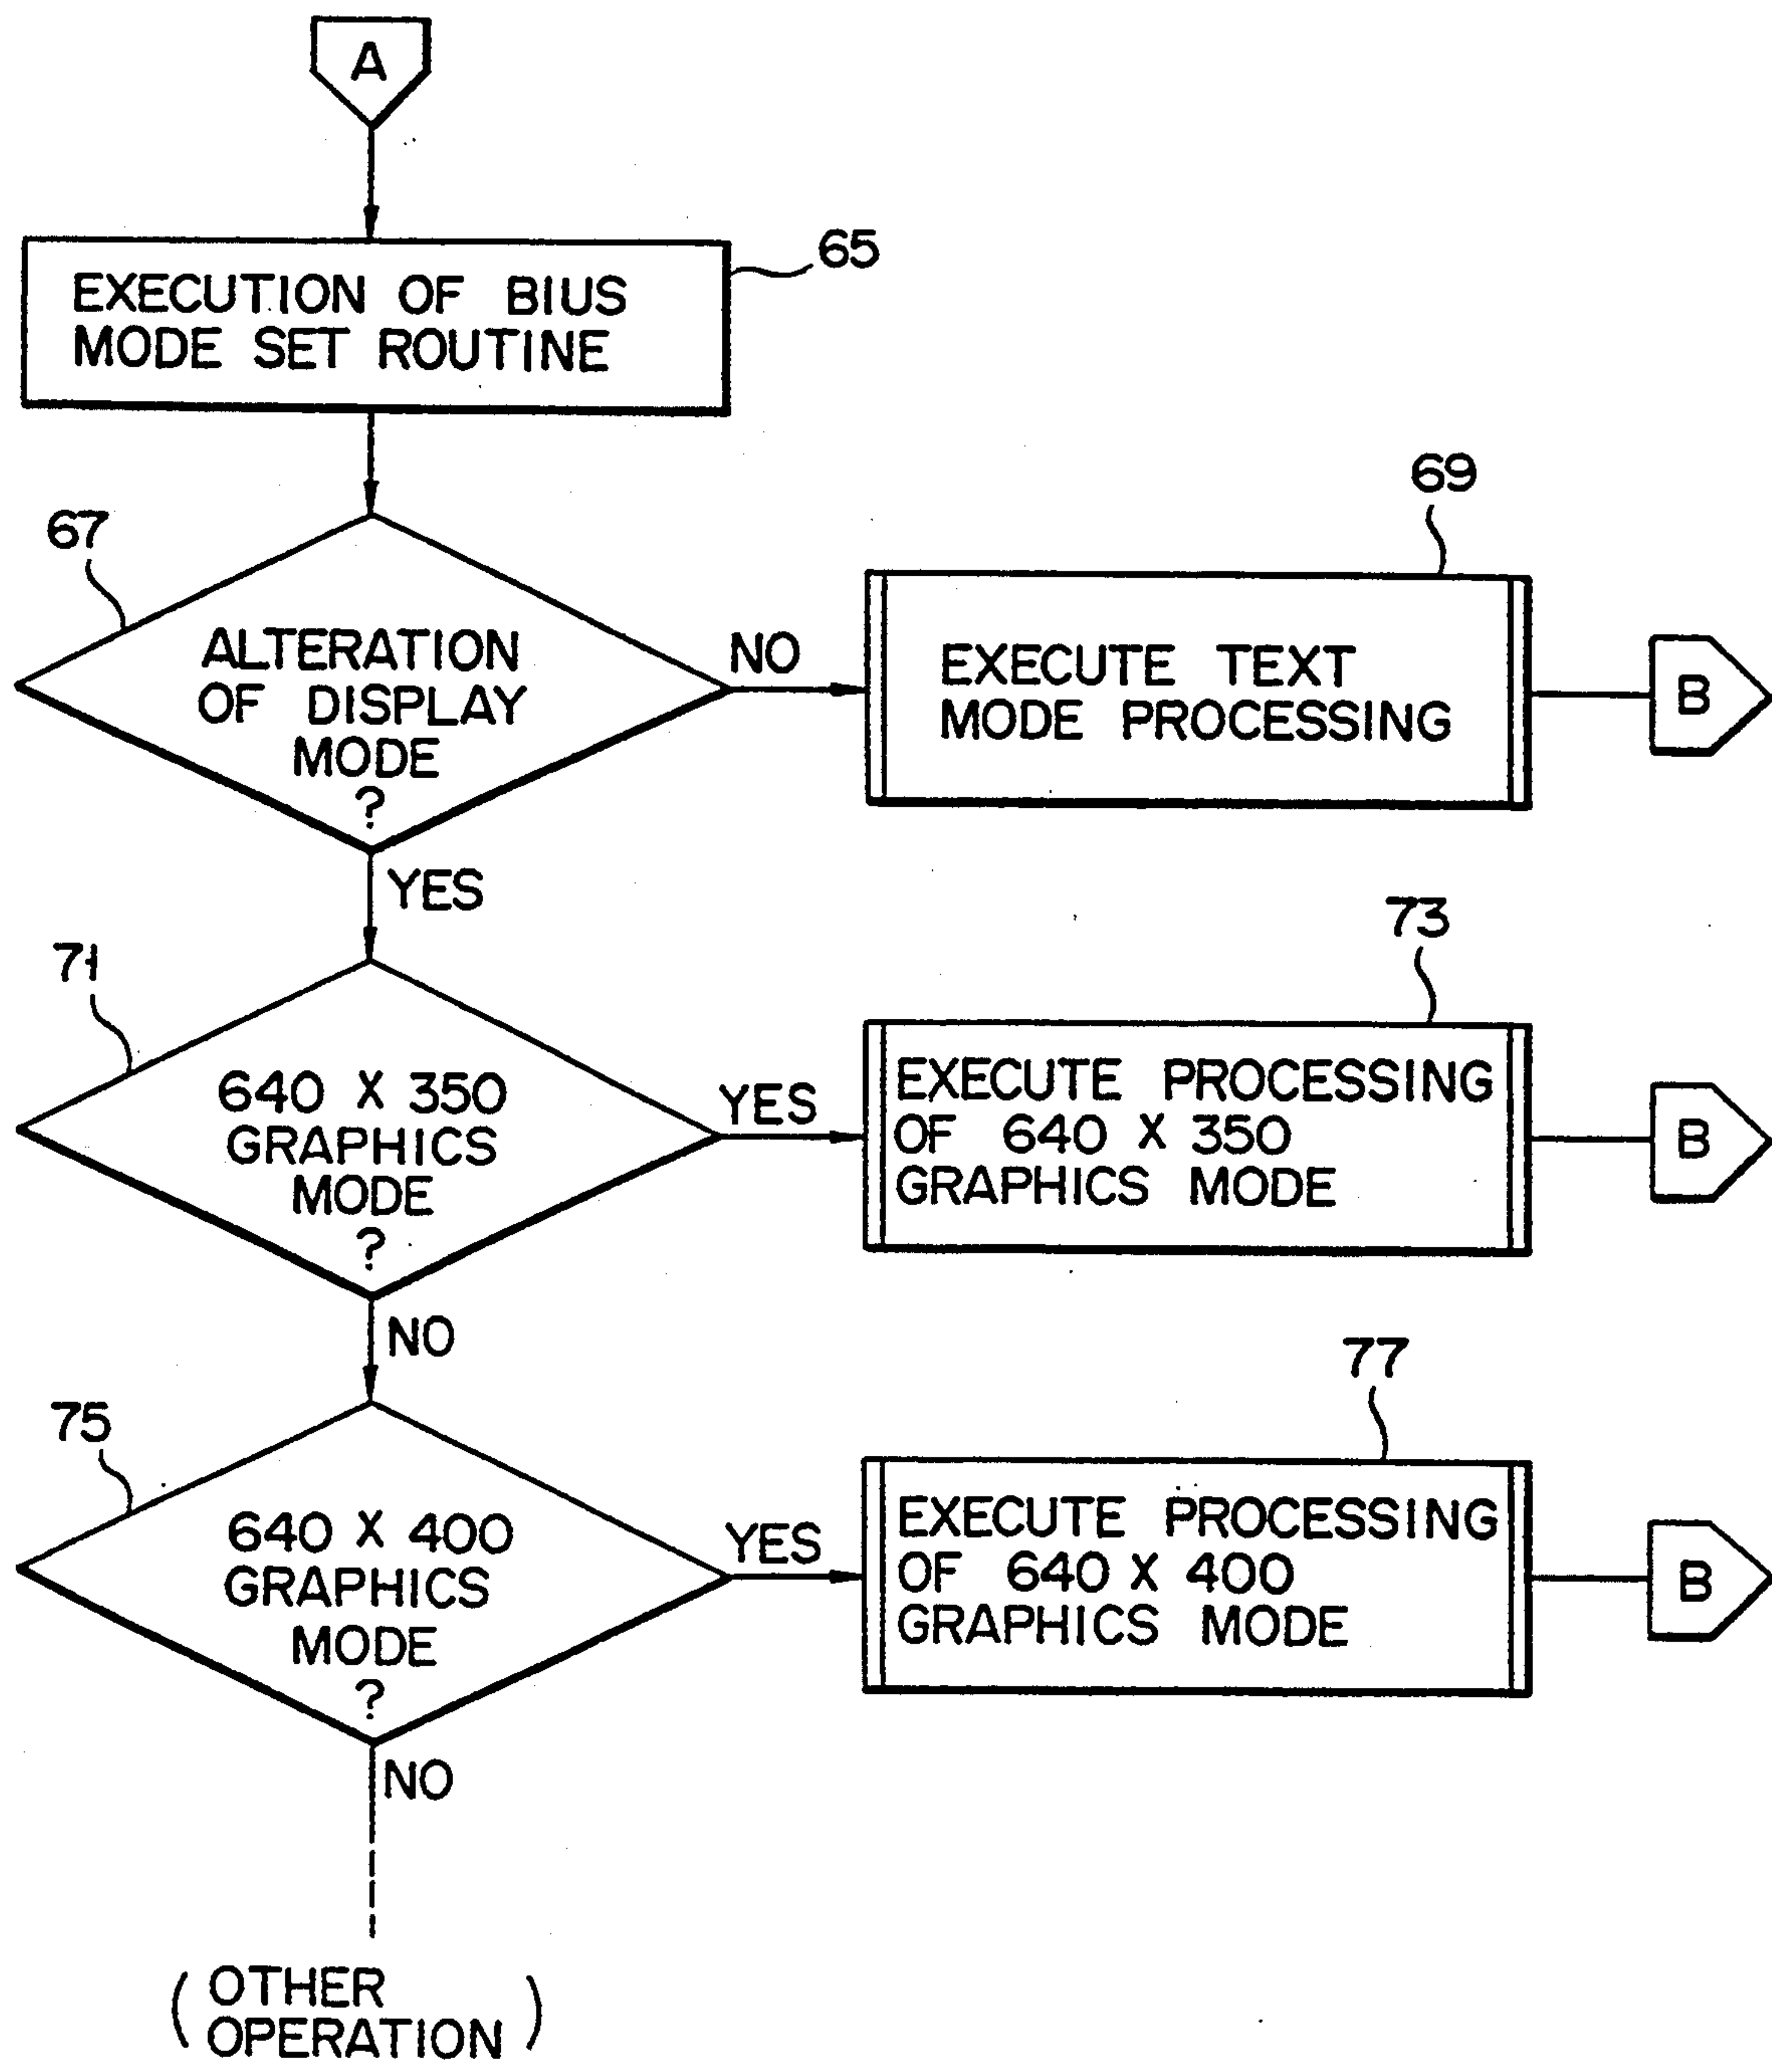 A
EXECUTION OF BIUS
MODE SET ROUTINE
65
67
ALTERATION
OF DISPLAY
MODE
?
NO
69
EXECUTE TEXT
MODE PROCESSING
B
YES
71
640 X 350
GRAPHICS
MODE
?
YES
73
EXECUTE PROCESSING
OF 640 X 350
GRAPHICS MODE
B
NO
75
640 X 400
GRAPHICS
MODE
?
YES
77
EXECUTE PROCESSING
OF 640 X 400
GRAPHICS MODE
B
NO
(OTHER
OPERATION)